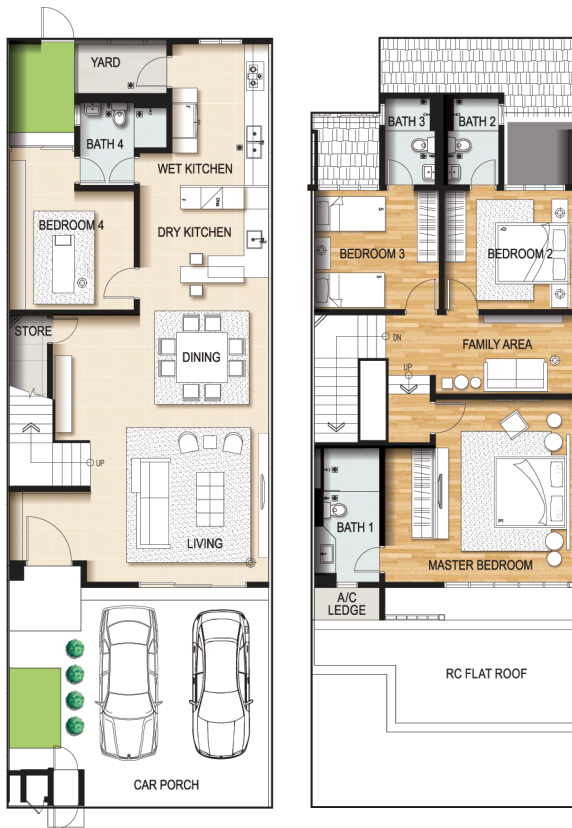 YARD
BATH 4
WET KITCHEN
BEDROOM 4
DRY KITCHEN
STORE
DINING
UP
LIVING
CAR PORCH
BATH 3
BATH 2
BEDROOM 3
BEDROOM 2
DN
FAMILY AREA
UP
BATH 1
MASTER BEDROOM
A/C
LEDGE
RC FLAT ROOF